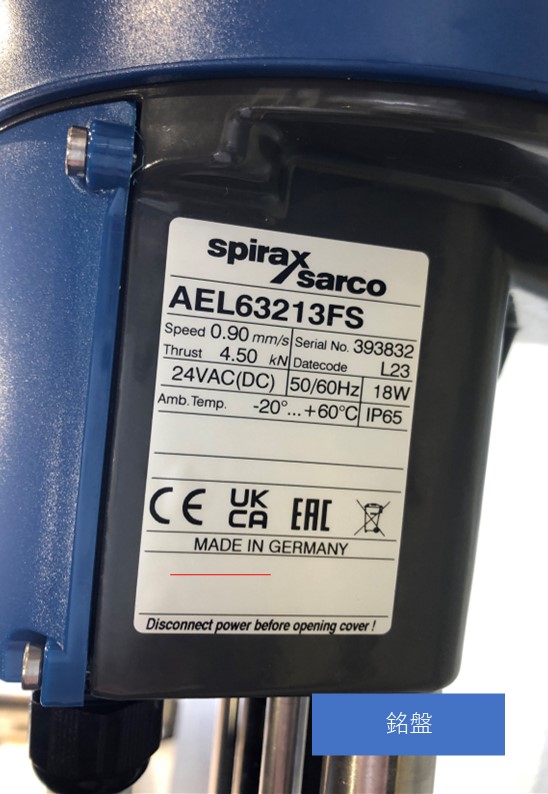 spirax
sarco
AEL63213FS
Speed 0.90 mm/s Serial No. 393832
Thrust 4.50 kN Datecode L23
24VAC(DC) 50/60Hz 18W
Amb.Temp. -20°...+60°C IP65
CE UK CA EAC
MADE IN GERMANY
Disconnect power before opening cover !
銘盤